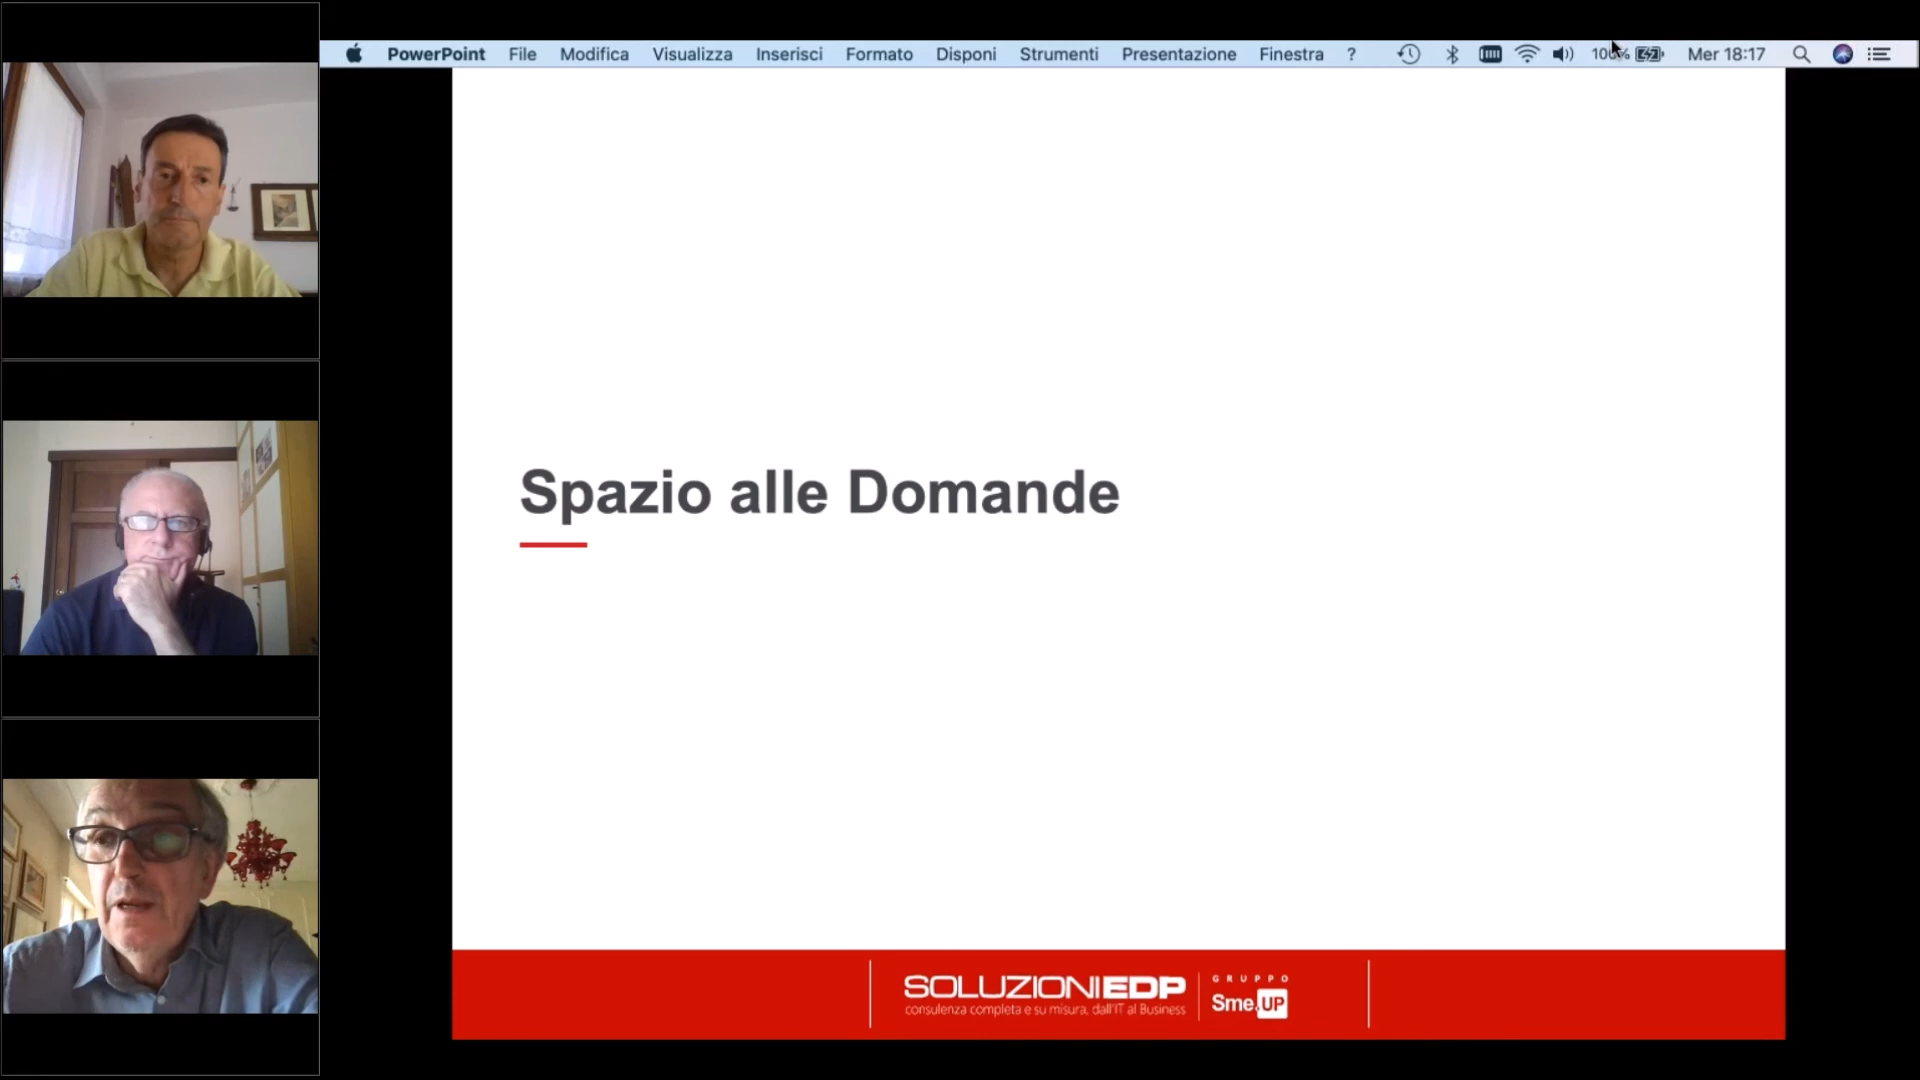 PowerPoint File Modifica Visualizza Inserisci Formato Disponi Strumenti Presentazione Finestra ? 100% Mer 18:17
Spazio alle Domande
SOLUZIONIEDP
consulenza completa e su misura, dall'IT al Business
GRUPPO
Sme.UP